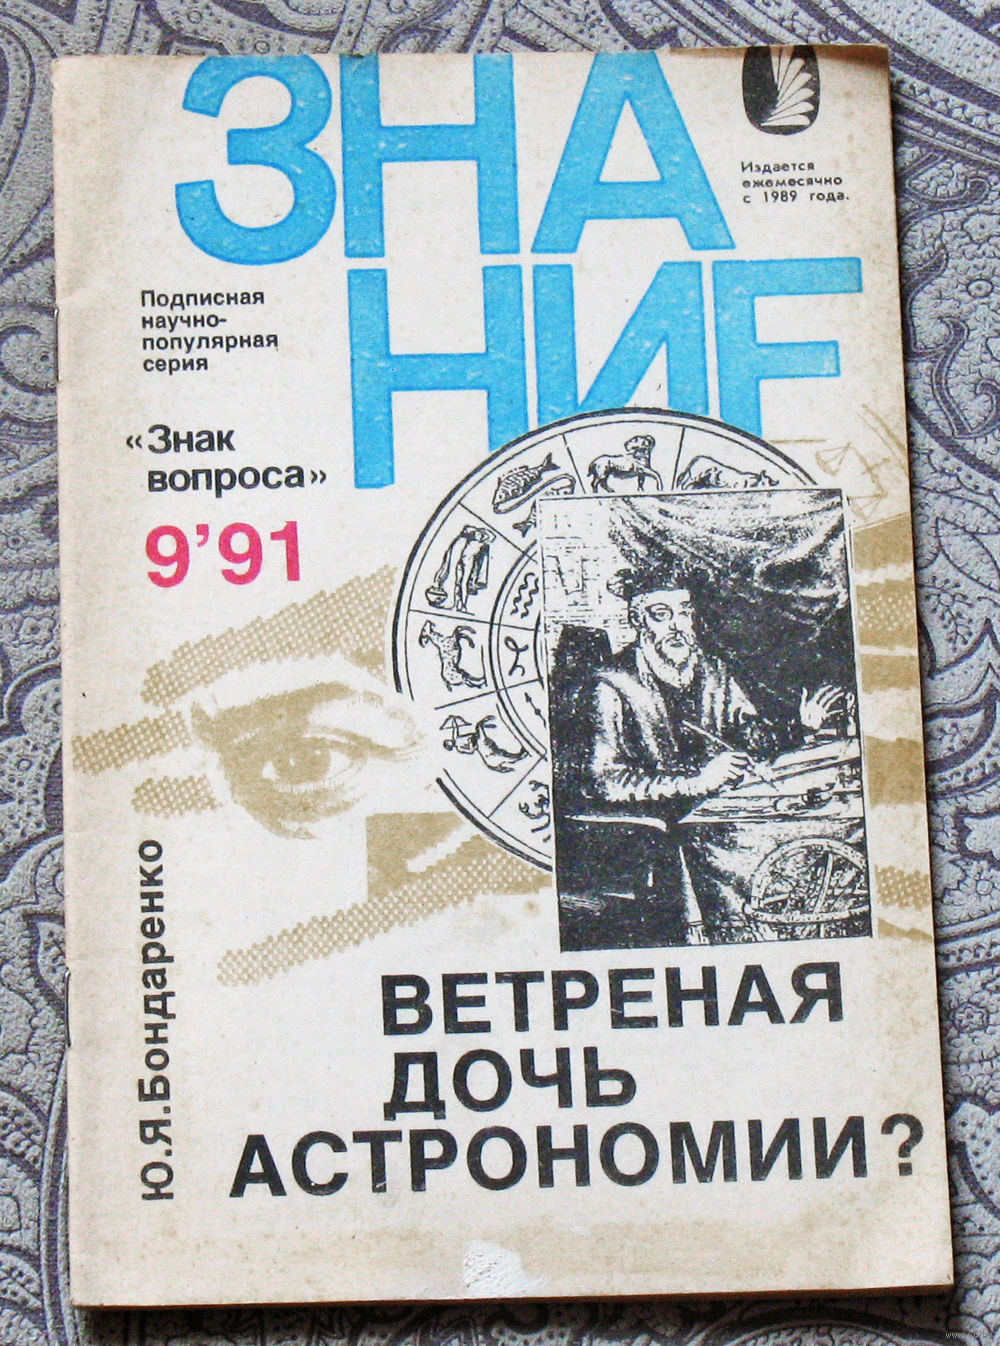 ЗНА
НИЕ
Издается
ежемесячно
с 1989 года.
Подписная
научно-
популярная
серия
«Знак
вопроса»
9’91
Ю.Я.Бондаренко
ВЕТРЕНАЯ
ДОЧЬ
АСТРОНОМИИ?